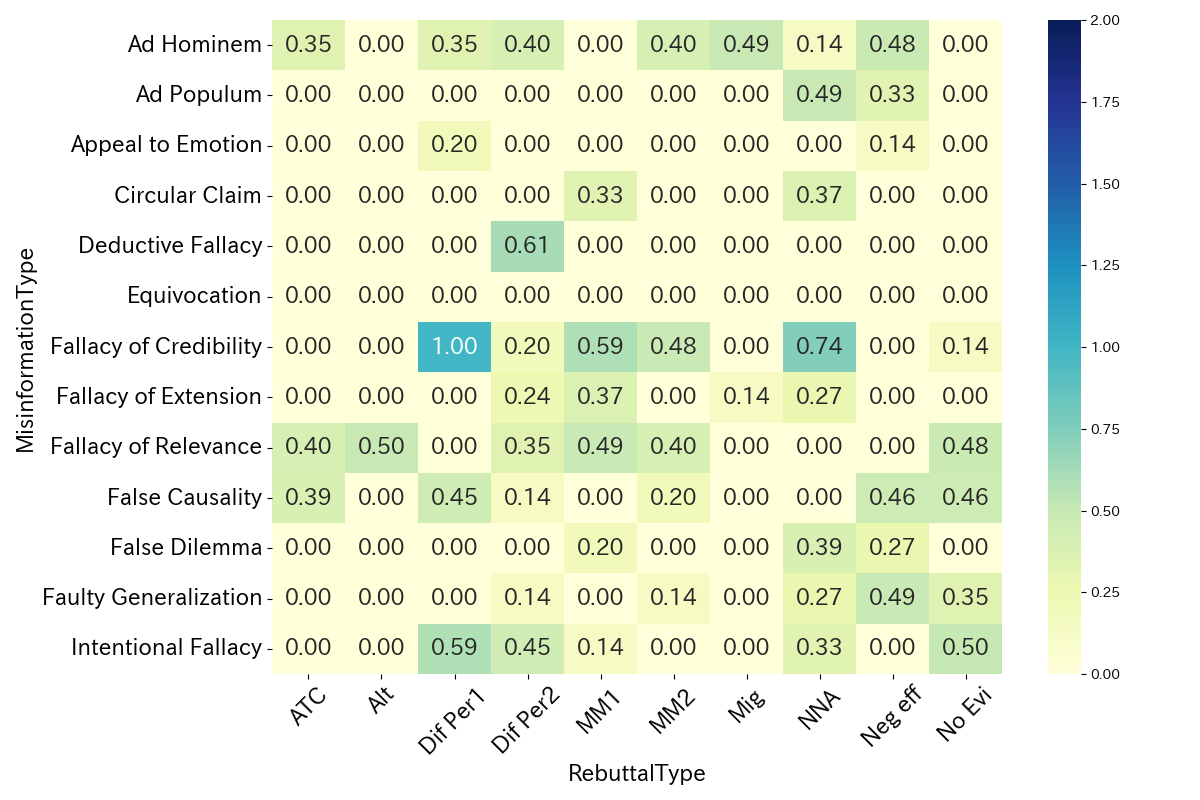 Ad Hominem 0.35 0.00 0.35 0.40 0.00 0.40 0.49 0.14 0.48 0.00
Ad Populum 0.00 0.00 0.00 0.00 0.00 0.00 0.00 0.49 0.33 0.00
Appeal to Emotion 0.00 0.00 0.20 0.00 0.00 0.00 0.00 0.00 0.14 0.00
Circular Claim 0.00 0.00 0.00 0.00 0.33 0.00 0.00 0.37 0.00 0.00
Deductive Fallacy 0.00 0.00 0.00 0.61 0.00 0.00 0.00 0.00 0.00 0.00
Equivocation 0.00 0.00 0.00 0.00 0.00 0.00 0.00 0.00 0.00 0.00
Fallacy of Credibility 0.00 0.00 1.00 0.20 0.59 0.48 0.00 0.74 0.00 0.14
Fallacy of Extension 0.00 0.00 0.00 0.24 0.37 0.00 0.14 0.27 0.00 0.00
Fallacy of Relevance 0.40 0.50 0.00 0.35 0.49 0.40 0.00 0.00 0.00 0.48
False Causality 0.39 0.00 0.45 0.14 0.00 0.20 0.00 0.00 0.46 0.46
False Dilemma 0.00 0.00 0.00 0.00 0.20 0.00 0.00 0.39 0.27 0.00
Faulty Generalization 0.00 0.00 0.00 0.14 0.00 0.14 0.00 0.27 0.49 0.35
Intentional Fallacy 0.00 0.00 0.59 0.45 0.14 0.00 0.00 0.33 0.00 0.50
ATC Alt Dif Per1 Dif Per2 MM1 MM2 Mig NNA Neg eff No Evi
RebuttalType
MisinformationType
2.00
1.75
1.50
1.25
1.00
0.75
0.50
0.25
0.00